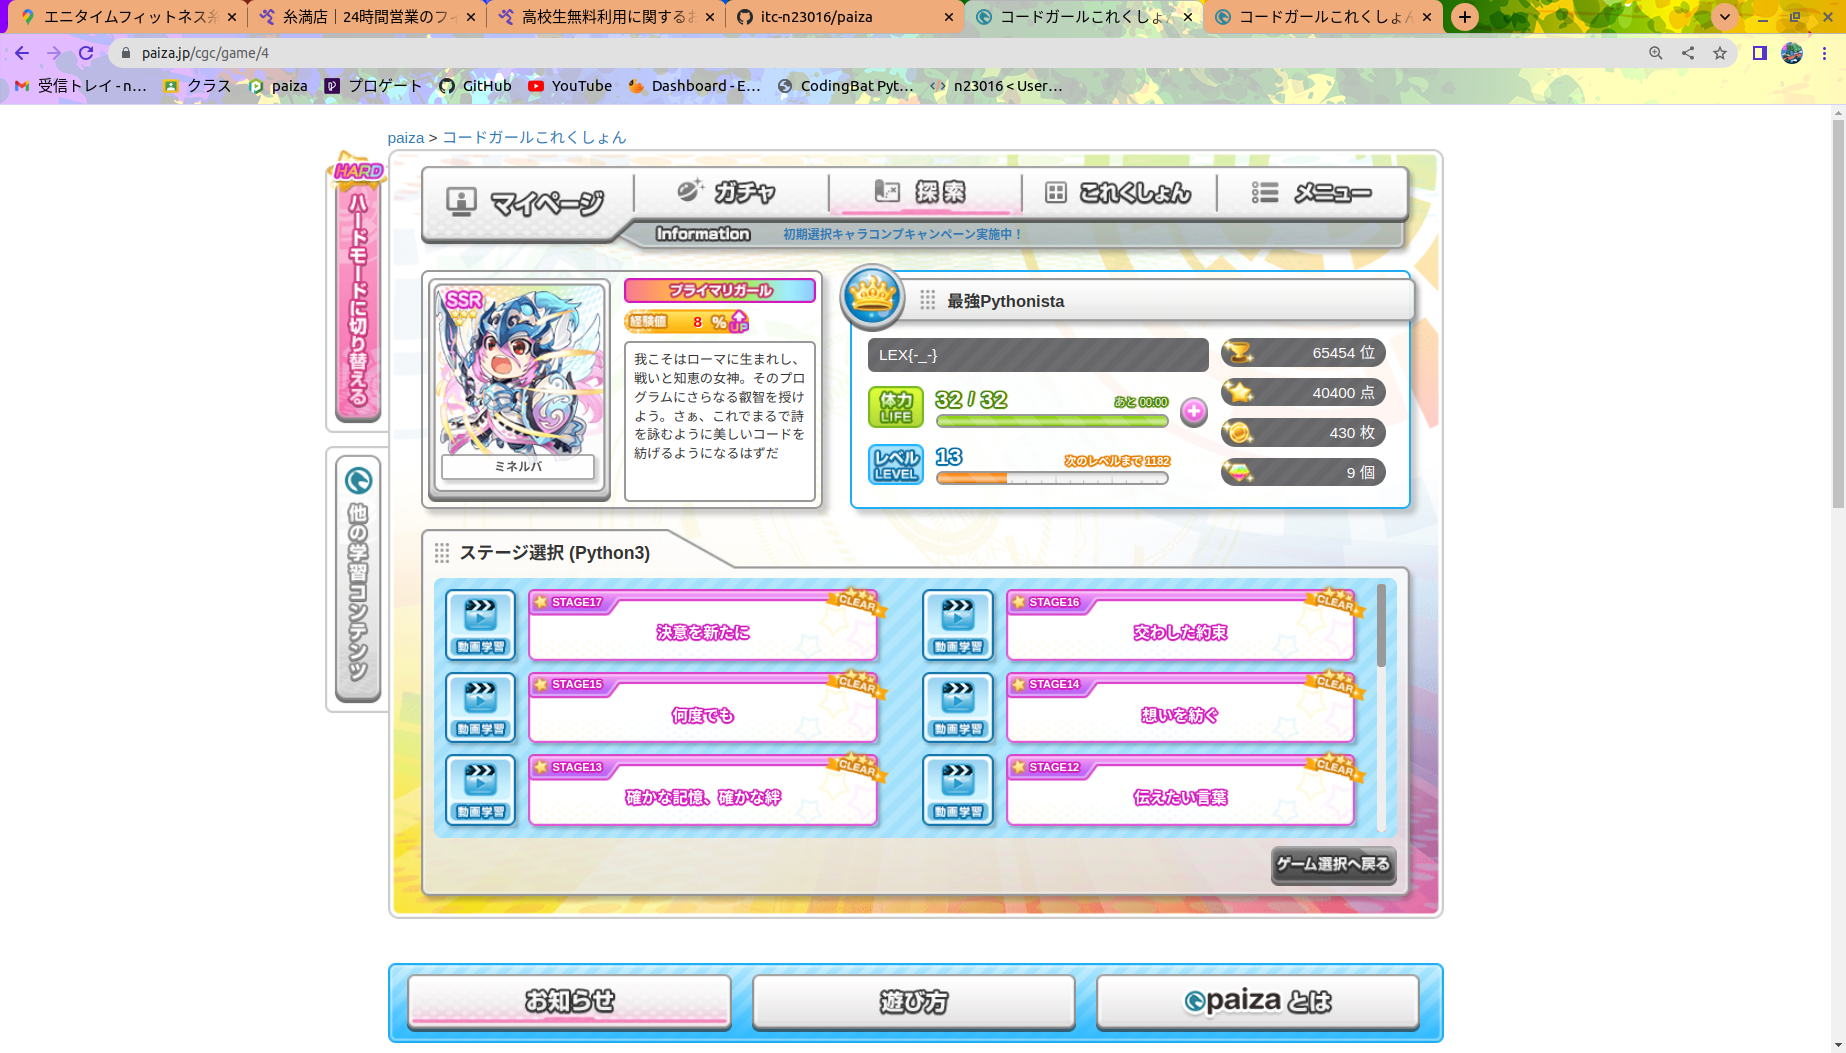 エニタイムフィットネス糸
糸満店｜24時間営業のフィ
高校生無料利用に関するお
itc-n23016/paiza
コードガールこれくしょん
コードガールこれくしょん
paiza.jp/cgc/game/4
受信トレイ - n...
クラス
paiza
プロゲート
GitHub
YouTube
Dashboard - E...
CodingBat Pyt...
n23016 < User...
paiza > コードガールこれくしょん
HARD
ハードモードに切り替える
他の学習コンテンツ
マイページ
ガチャ
探索
これくしょん
メニュー
Information
初期選択キャラコンプキャンペーン実施中！
SSR
ミネルバ
プライマリガール
経験値 8 % UP
我こそはローマに生まれし、
戦いと知恵の女神。そのプロ
グラムにさらなる叡智を授け
よう。さぁ、これでまるで詩
を詠むように美しいコードを
紡げるようになるはずだ
最強Pythonista
LEX{-_-}
体力 LIFE
32 / 32
あと 00:00
レベル LEVEL
13
次のレベルまで 1182
65454 位
40400 点
430 枚
9 個
ステージ選択 (Python3)
動画学習
STAGE17
CLEAR
決意を新たに
動画学習
STAGE16
CLEAR
交わした約束
動画学習
STAGE15
CLEAR
何度でも
動画学習
STAGE14
CLEAR
想いを紡ぐ
動画学習
STAGE13
CLEAR
確かな記憶、確かな絆
動画学習
STAGE12
CLEAR
伝えたい言葉
ゲーム選択へ戻る
お知らせ
遊び方
paiza とは